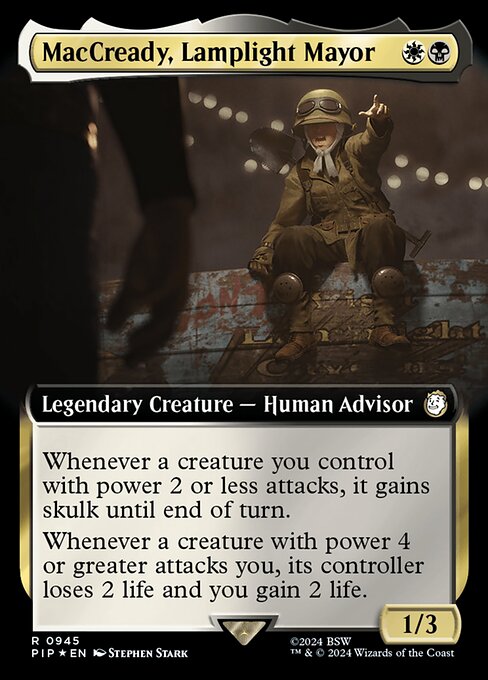 MacCready, Lamplight Mayor
Legendary Creature — Human Advisor
Whenever a creature you control
with power 2 or less attacks, it gains
skulk until end of turn.
Whenever a creature with power 4
or greater attacks you, its controller
loses 2 life and you gain 2 life.
1/3
R 0945
PIP★EN Stephen Stark
©2024 BSW
™ & © 2024 Wizards of the Coast